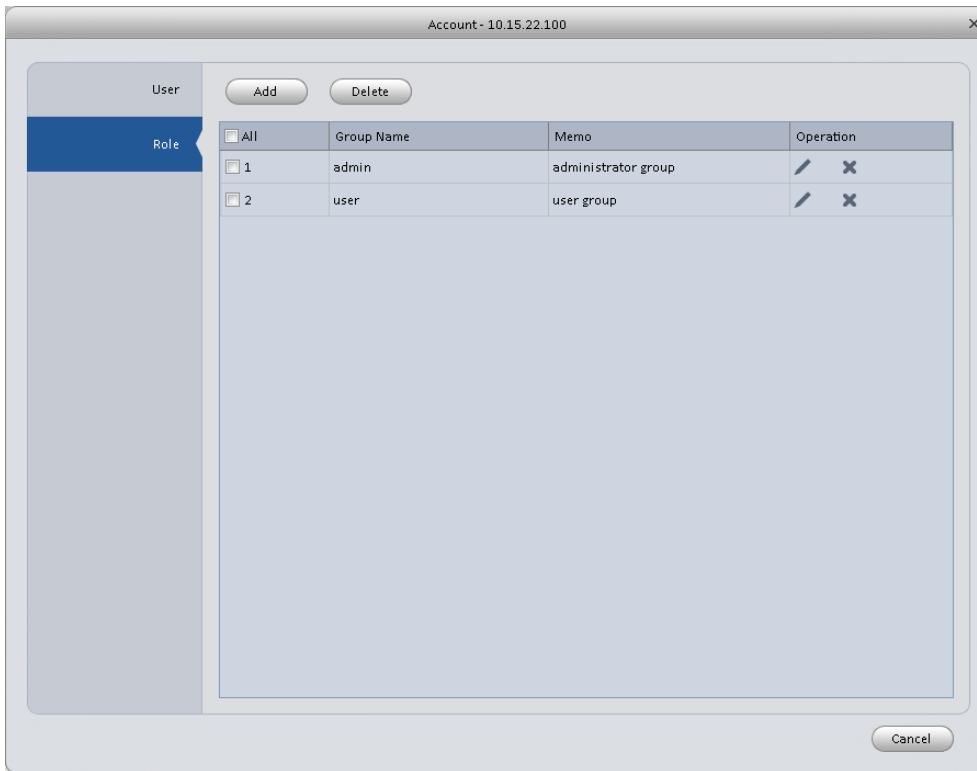 Account - 10.15.22.100
User
Add Delete
Role
All Group Name Memo Operation
1 admin administrator group
2 user user group
Cancel